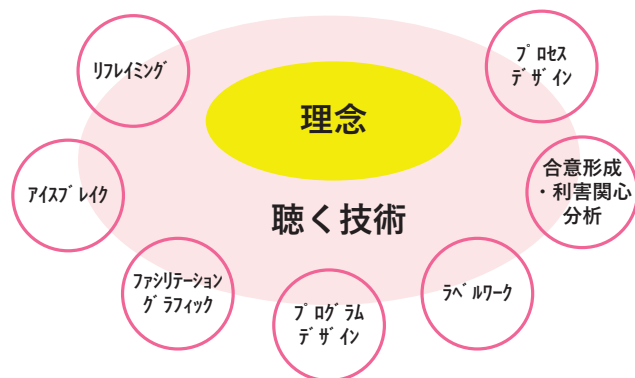 リフレイミング
プロセス
デザイン
理念
アイスブレイク
合意形成
・利害関心
分析
聴く技術
ファシリテーション
グラフィック
プログラム
デザイン
ラベルワーク